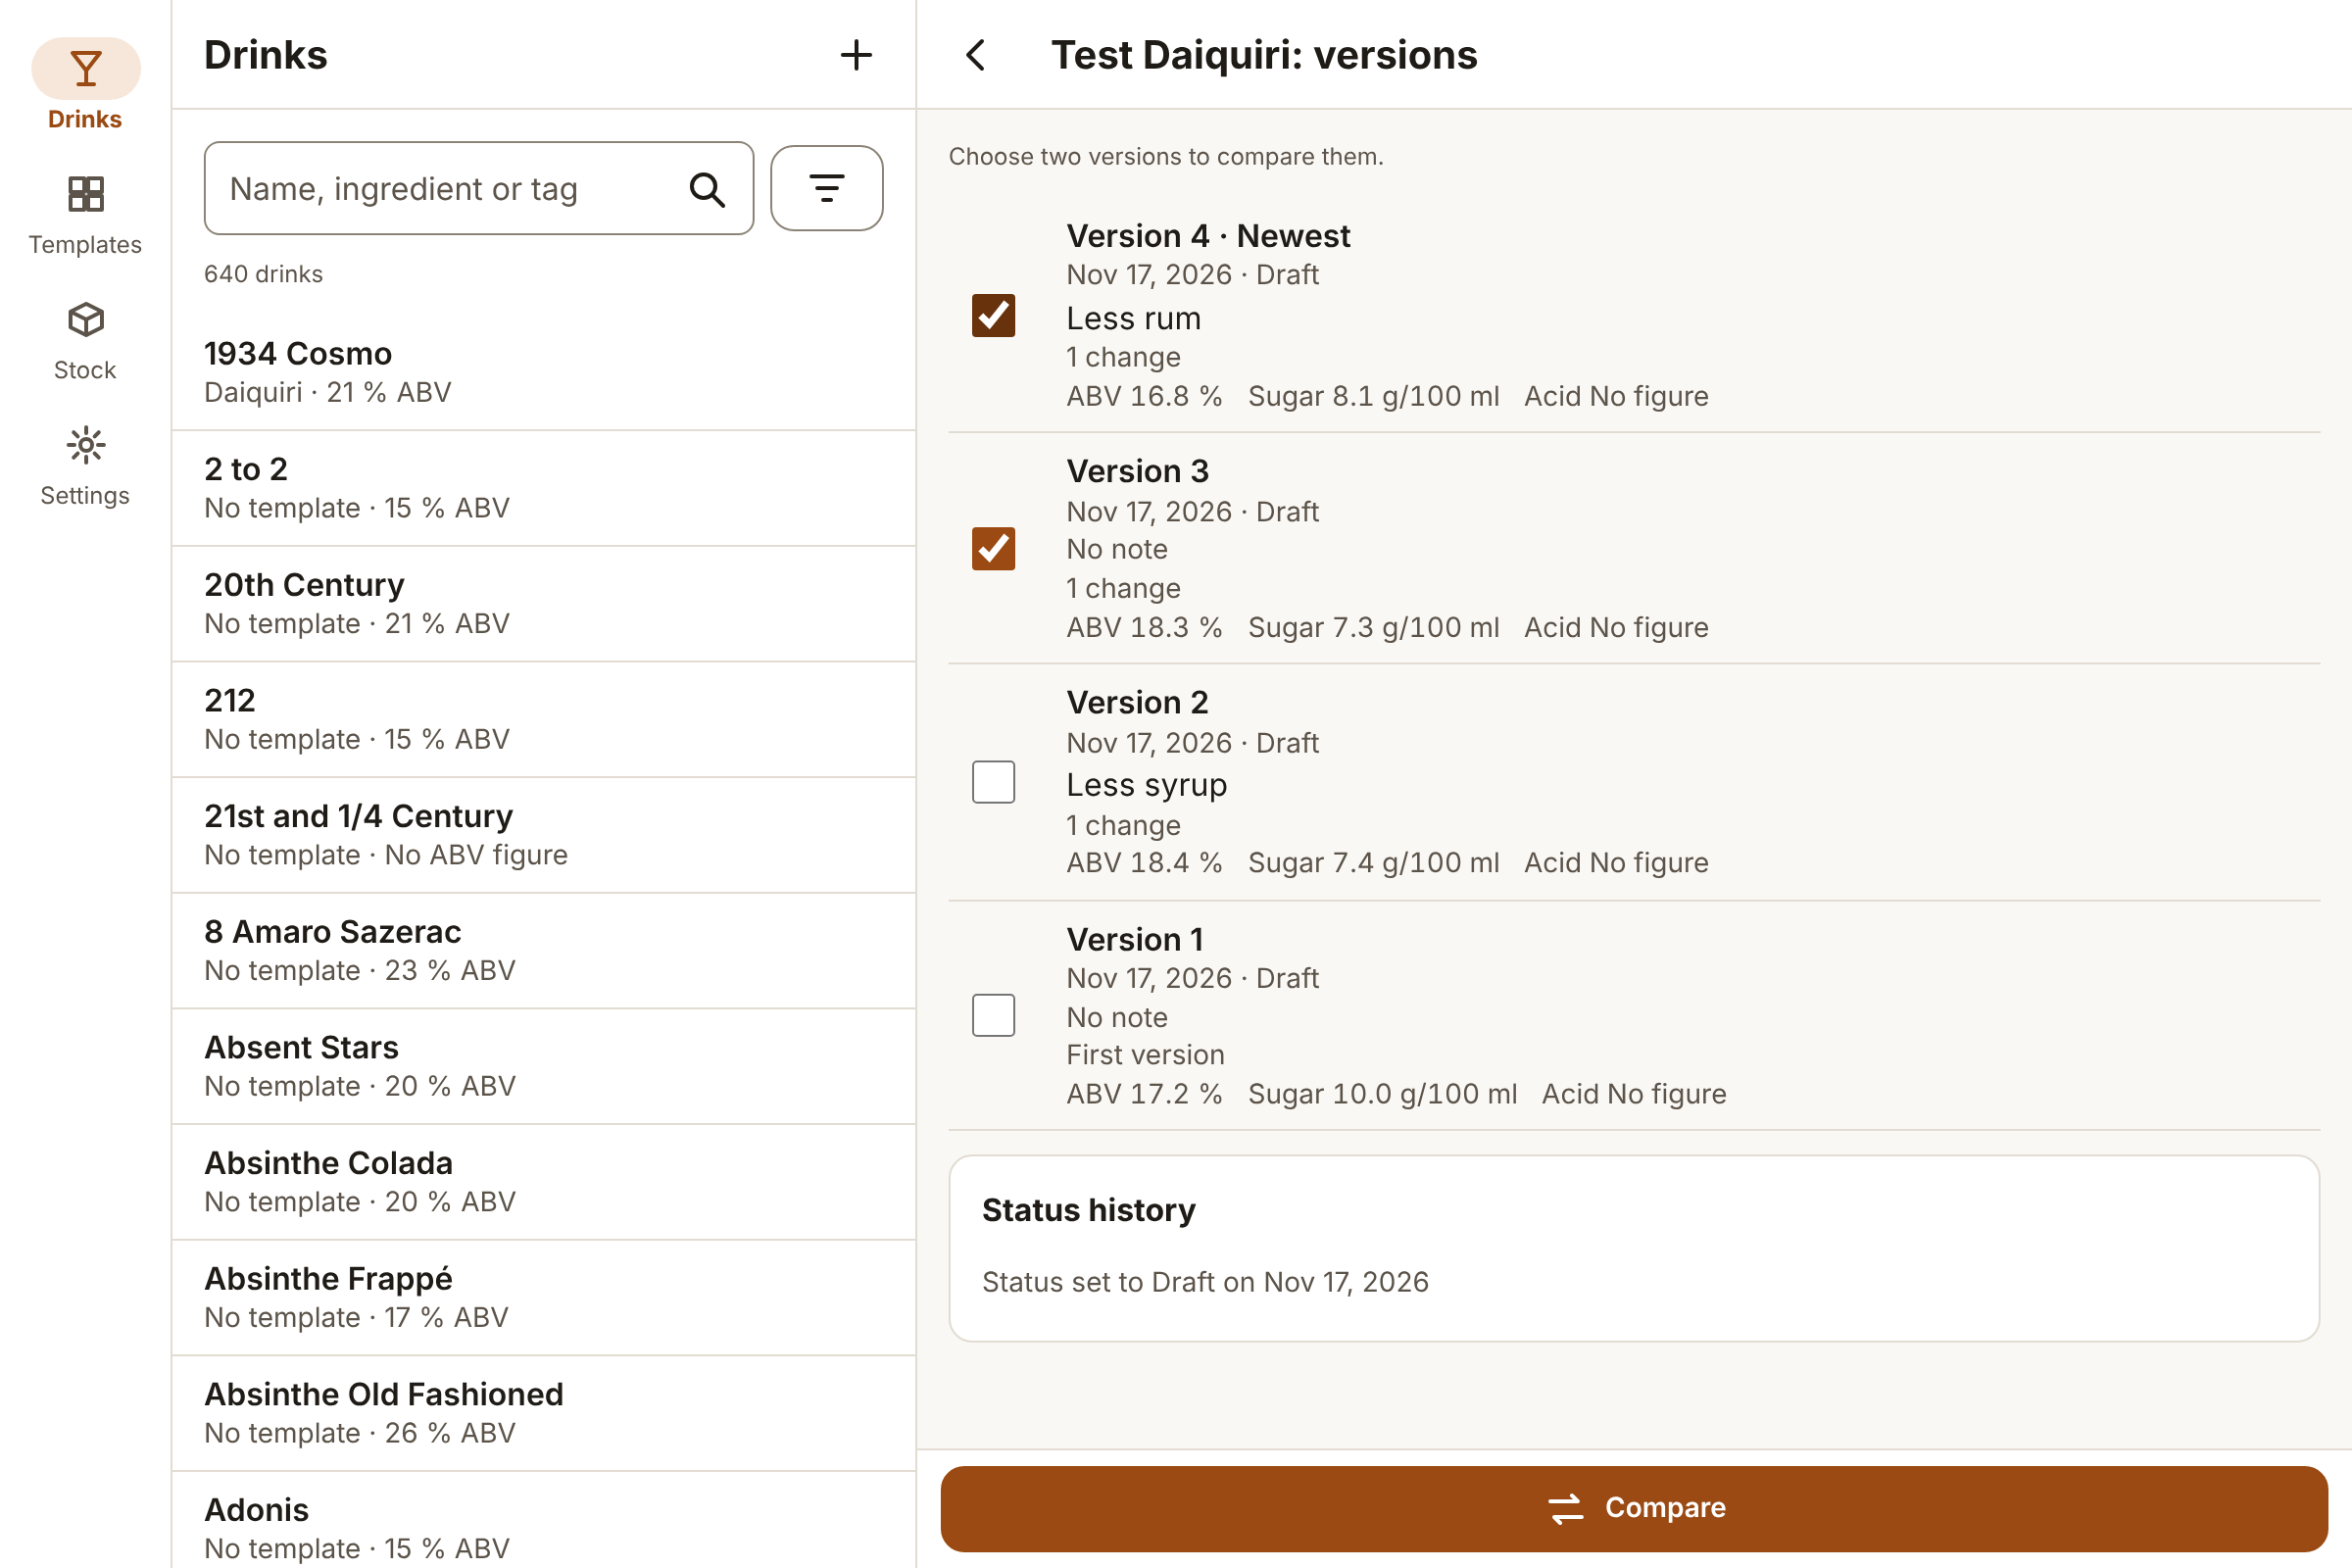 Drinks
Templates
Stock
Settings
Drinks
Name, ingredient or tag
640 drinks
1934 Cosmo
Daiquiri · 21 % ABV
2 to 2
No template · 15 % ABV
20th Century
No template · 21 % ABV
212
No template · 15 % ABV
21st and 1/4 Century
No template · No ABV figure
8 Amaro Sazerac
No template · 23 % ABV
Absent Stars
No template · 20 % ABV
Absinthe Colada
No template · 20 % ABV
Absinthe Frappé
No template · 17 % ABV
Absinthe Old Fashioned
No template · 26 % ABV
Adonis
No template · 15 % ABV
Test Daiquiri: versions
Choose two versions to compare them.
Version 4 · Newest
Nov 17, 2026 · Draft
Less rum
1 change
ABV 16.8 % Sugar 8.1 g/100 ml Acid No figure
Version 3
Nov 17, 2026 · Draft
No note
1 change
ABV 18.3 % Sugar 7.3 g/100 ml Acid No figure
Version 2
Nov 17, 2026 · Draft
Less syrup
1 change
ABV 18.4 % Sugar 7.4 g/100 ml Acid No figure
Version 1
Nov 17, 2026 · Draft
No note
First version
ABV 17.2 % Sugar 10.0 g/100 ml Acid No figure
Status history
Status set to Draft on Nov 17, 2026
Compare